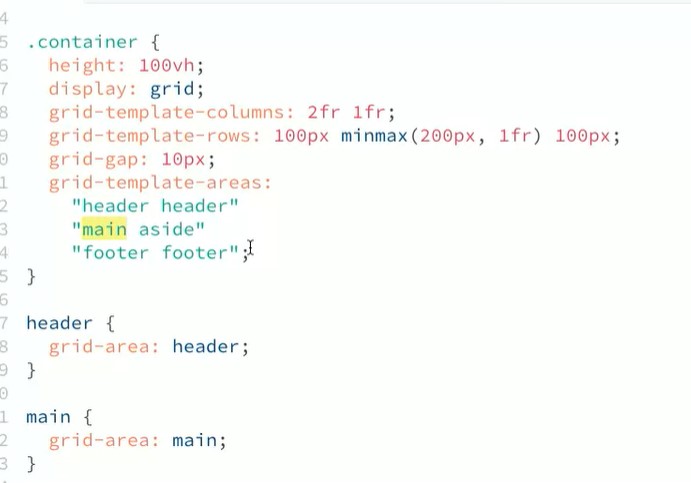 4
5 .container {
6 height: 100vh;
7 display: grid;
8 grid-template-columns: 2fr 1fr;
9 grid-template-rows: 100px minmax(200px, 1fr) 100px;
0 grid-gap: 10px;
1 grid-template-areas:
2 "header header"
3 "main aside"
4 "footer footer";
5 }
6
7 header {
8 grid-area: header;
9 }
0
1 main {
2 grid-area: main;
3 }